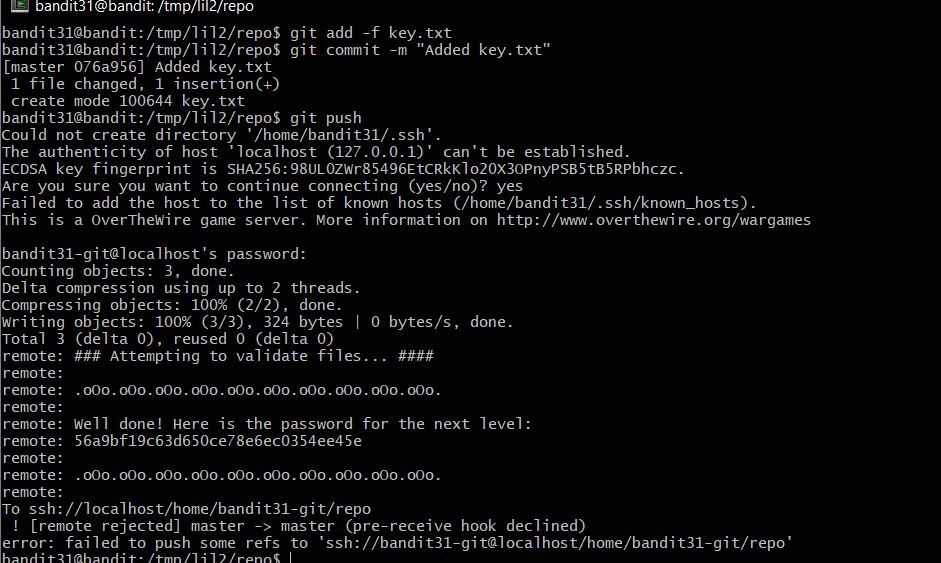 bandit31@bandit: /tmp/lil2/repo
bandit31@bandit:/tmp/lil2/repo$ git add -f key.txt
bandit31@bandit:/tmp/lil2/repo$ git commit -m "Added key.txt"
[master 076a956] Added key.txt
 1 file changed, 1 insertion(+)
 create mode 100644 key.txt
bandit31@bandit:/tmp/lil2/repo$ git push
Could not create directory '/home/bandit31/.ssh'.
The authenticity of host 'localhost (127.0.0.1)' can't be established.
ECDSA key fingerprint is SHA256:98UL0ZWr85496EtCRkKlo20X3OPnyPSB5tB5RPbhczc.
Are you sure you want to continue connecting (yes/no)? yes
Failed to add the host to the list of known hosts (/home/bandit31/.ssh/known_hosts).
This is a OverTheWire game server. More information on http://www.overthewire.org/wargames
bandit31-git@localhost's password:
Counting objects: 3, done.
Delta compression using up to 2 threads.
Compressing objects: 100% (2/2), done.
Writing objects: 100% (3/3), 324 bytes | 0 bytes/s, done.
Total 3 (delta 0), reused 0 (delta 0)
remote: ### Attempting to validate files... ####
remote:
remote: .oOo.oOo.oOo.oOo.oOo.oOo.oOo.oOo.oOo.oOo.
remote:
remote: Well done! Here is the password for the next level:
remote: 56a9bf19c63d650ce78e6ec0354ee45e
remote:
remote: .oOo.oOo.oOo.oOo.oOo.oOo.oOo.oOo.oOo.oOo.
remote:
To ssh://localhost/home/bandit31-git/repo
 ! [remote rejected] master -> master (pre-receive hook declined)
error: failed to push some refs to 'ssh://bandit31-git@localhost/home/bandit31-git/repo'
bandit31@bandit:/tmp/lil2/repo$